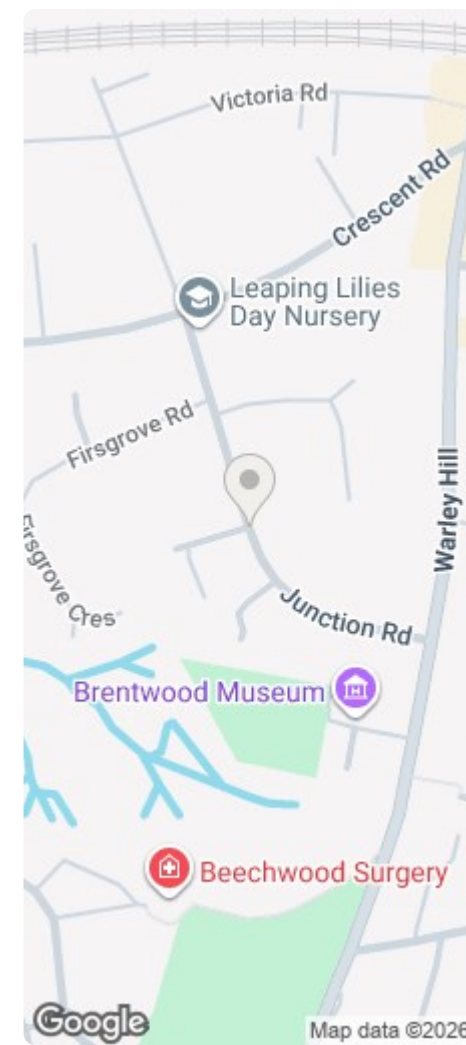 Victoria Rd
Crescent Rd
Leaping Lilies
Day Nursery
Firsgrove Rd
Warley Hill
Firsgrove Cres
Junction Rd
Brentwood Museum
Beechwood Surgery
Google
Map data ©2026